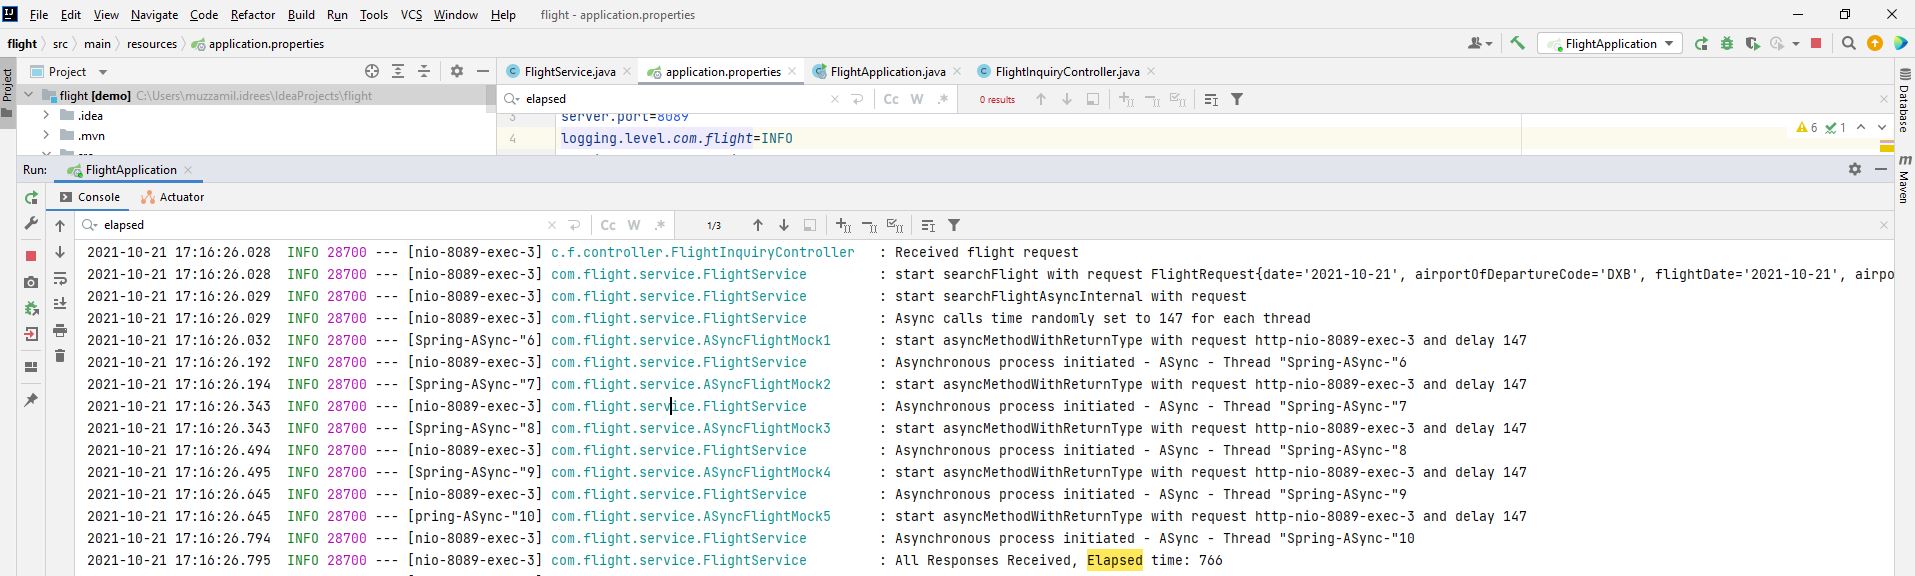 File Edit View Navigate Code Refactor Build Run Tools VCS Window Help flight - application.properties
flight src main resources application.properties FlightApplication
Project FlightService.java application.properties FlightApplication.java FlightInquiryController.java
flight [demo] C:\Users\muzzamil.idrees\IdeaProjects\flight
elapsed Cc W .* 0 results
.idea
.mvn
3 server.port=8089
4 logging.level.com.flight=INFO
6 1
Project
Database
Maven
Run: FlightApplication
Console Actuator
elapsed Cc W .* 1/3
2021-10-21 17:16:26.028 INFO 28700 --- [nio-8089-exec-3] c.f.controller.FlightInquiryController : Received flight request
2021-10-21 17:16:26.028 INFO 28700 --- [nio-8089-exec-3] com.flight.service.FlightService : start searchFlight with request FlightRequest{date='2021-10-21', airportOfDepartureCode='DXB', flightDate='2021-10-21', airpo
2021-10-21 17:16:26.029 INFO 28700 --- [nio-8089-exec-3] com.flight.service.FlightService : start searchFlightAsyncInternal with request
2021-10-21 17:16:26.029 INFO 28700 --- [nio-8089-exec-3] com.flight.service.FlightService : Async calls time randomly set to 147 for each thread
2021-10-21 17:16:26.032 INFO 28700 --- [Spring-ASync-"6] com.flight.service.ASyncFlightMock1 : start asyncMethodWithReturnType with request http-nio-8089-exec-3 and delay 147
2021-10-21 17:16:26.192 INFO 28700 --- [nio-8089-exec-3] com.flight.service.FlightService : Asynchronous process initiated - ASync - Thread "Spring-ASync-"6
2021-10-21 17:16:26.194 INFO 28700 --- [Spring-ASync-"7] com.flight.service.ASyncFlightMock2 : start asyncMethodWithReturnType with request http-nio-8089-exec-3 and delay 147
2021-10-21 17:16:26.343 INFO 28700 --- [nio-8089-exec-3] com.flight.service.FlightService : Asynchronous process initiated - ASync - Thread "Spring-ASync-"7
2021-10-21 17:16:26.343 INFO 28700 --- [Spring-ASync-"8] com.flight.service.ASyncFlightMock3 : start asyncMethodWithReturnType with request http-nio-8089-exec-3 and delay 147
2021-10-21 17:16:26.494 INFO 28700 --- [nio-8089-exec-3] com.flight.service.FlightService : Asynchronous process initiated - ASync - Thread "Spring-ASync-"8
2021-10-21 17:16:26.495 INFO 28700 --- [Spring-ASync-"9] com.flight.service.ASyncFlightMock4 : start asyncMethodWithReturnType with request http-nio-8089-exec-3 and delay 147
2021-10-21 17:16:26.645 INFO 28700 --- [nio-8089-exec-3] com.flight.service.FlightService : Asynchronous process initiated - ASync - Thread "Spring-ASync-"9
2021-10-21 17:16:26.645 INFO 28700 --- [pring-ASync-"10] com.flight.service.ASyncFlightMock5 : start asyncMethodWithReturnType with request http-nio-8089-exec-3 and delay 147
2021-10-21 17:16:26.794 INFO 28700 --- [nio-8089-exec-3] com.flight.service.FlightService : Asynchronous process initiated - ASync - Thread "Spring-ASync-"10
2021-10-21 17:16:26.795 INFO 28700 --- [nio-8089-exec-3] com.flight.service.FlightService : All Responses Received, Elapsed time: 766